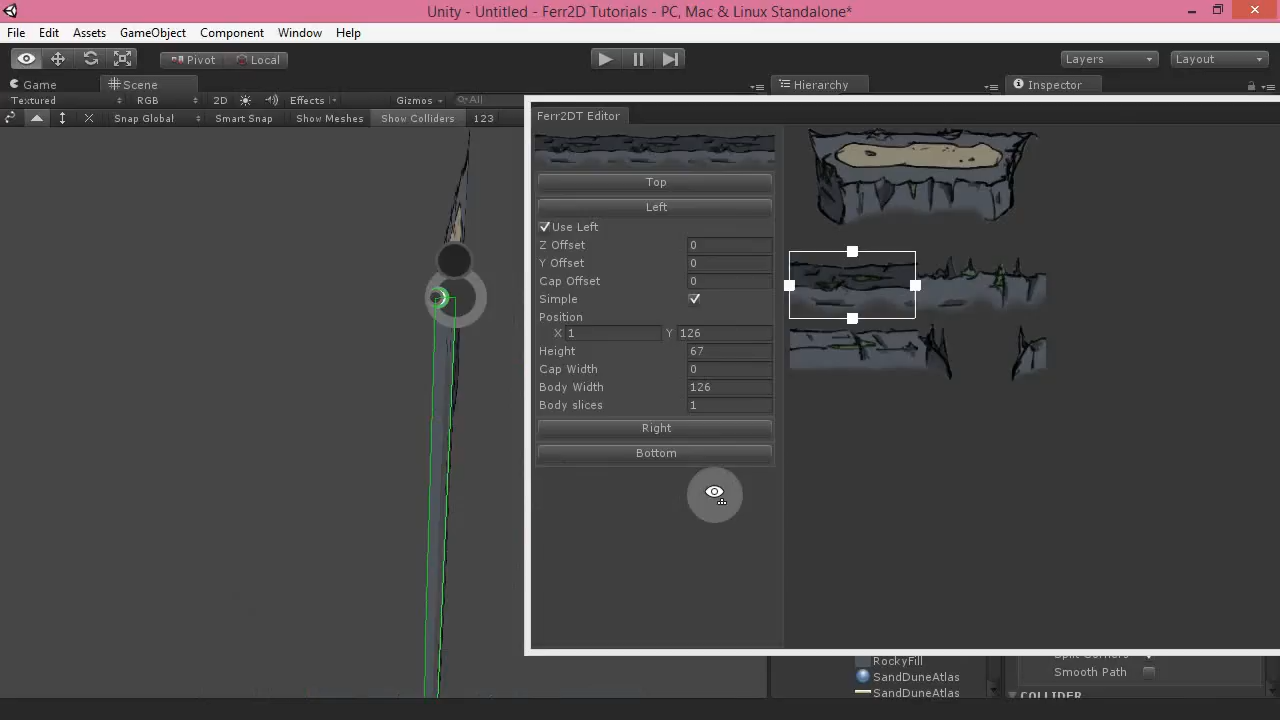 Unity - Untitled - Ferr2D Tutorials - PC, Mac & Linux Standalone*
File Edit Assets GameObject Component Window Help
Pivot Local Layers Layout
Game Scene Hierarchy Inspector
Textured RGB 2D Effects Gizmos All
Snap Global Smart Snap Show Meshes Show Colliders 123
Ferr2DT Editor
Top
Left
Use Left
Z Offset 0
Y Offset 0
Cap Offset 0
Simple
Position
X 1 Y 126
Height 67
Cap Width 0
Body Width 126
Body slices 1
Right
Bottom
Split Corners
RockyFill
Smooth Path
SandDuneAtlas
SandDuneAtlas
COLLIDER